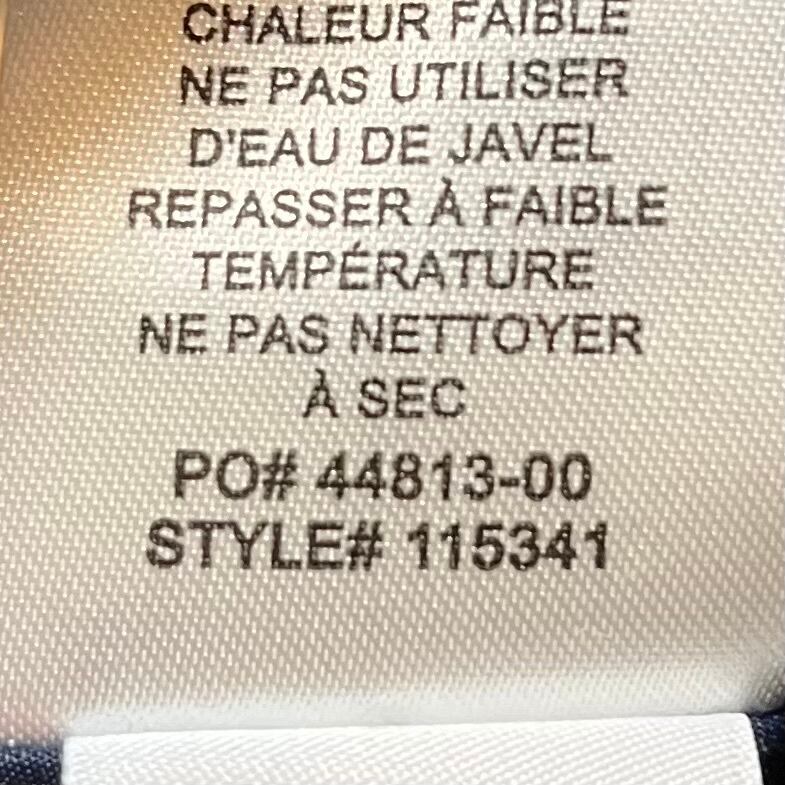 CHALEUR FAIBLE
NE PAS UTILISER
D'EAU DE JAVEL
REPASSER À FAIBLE
TEMPÉRATURE
NE PAS NETTOYER
À SEC
PO# 44813-00
STYLE# 115341